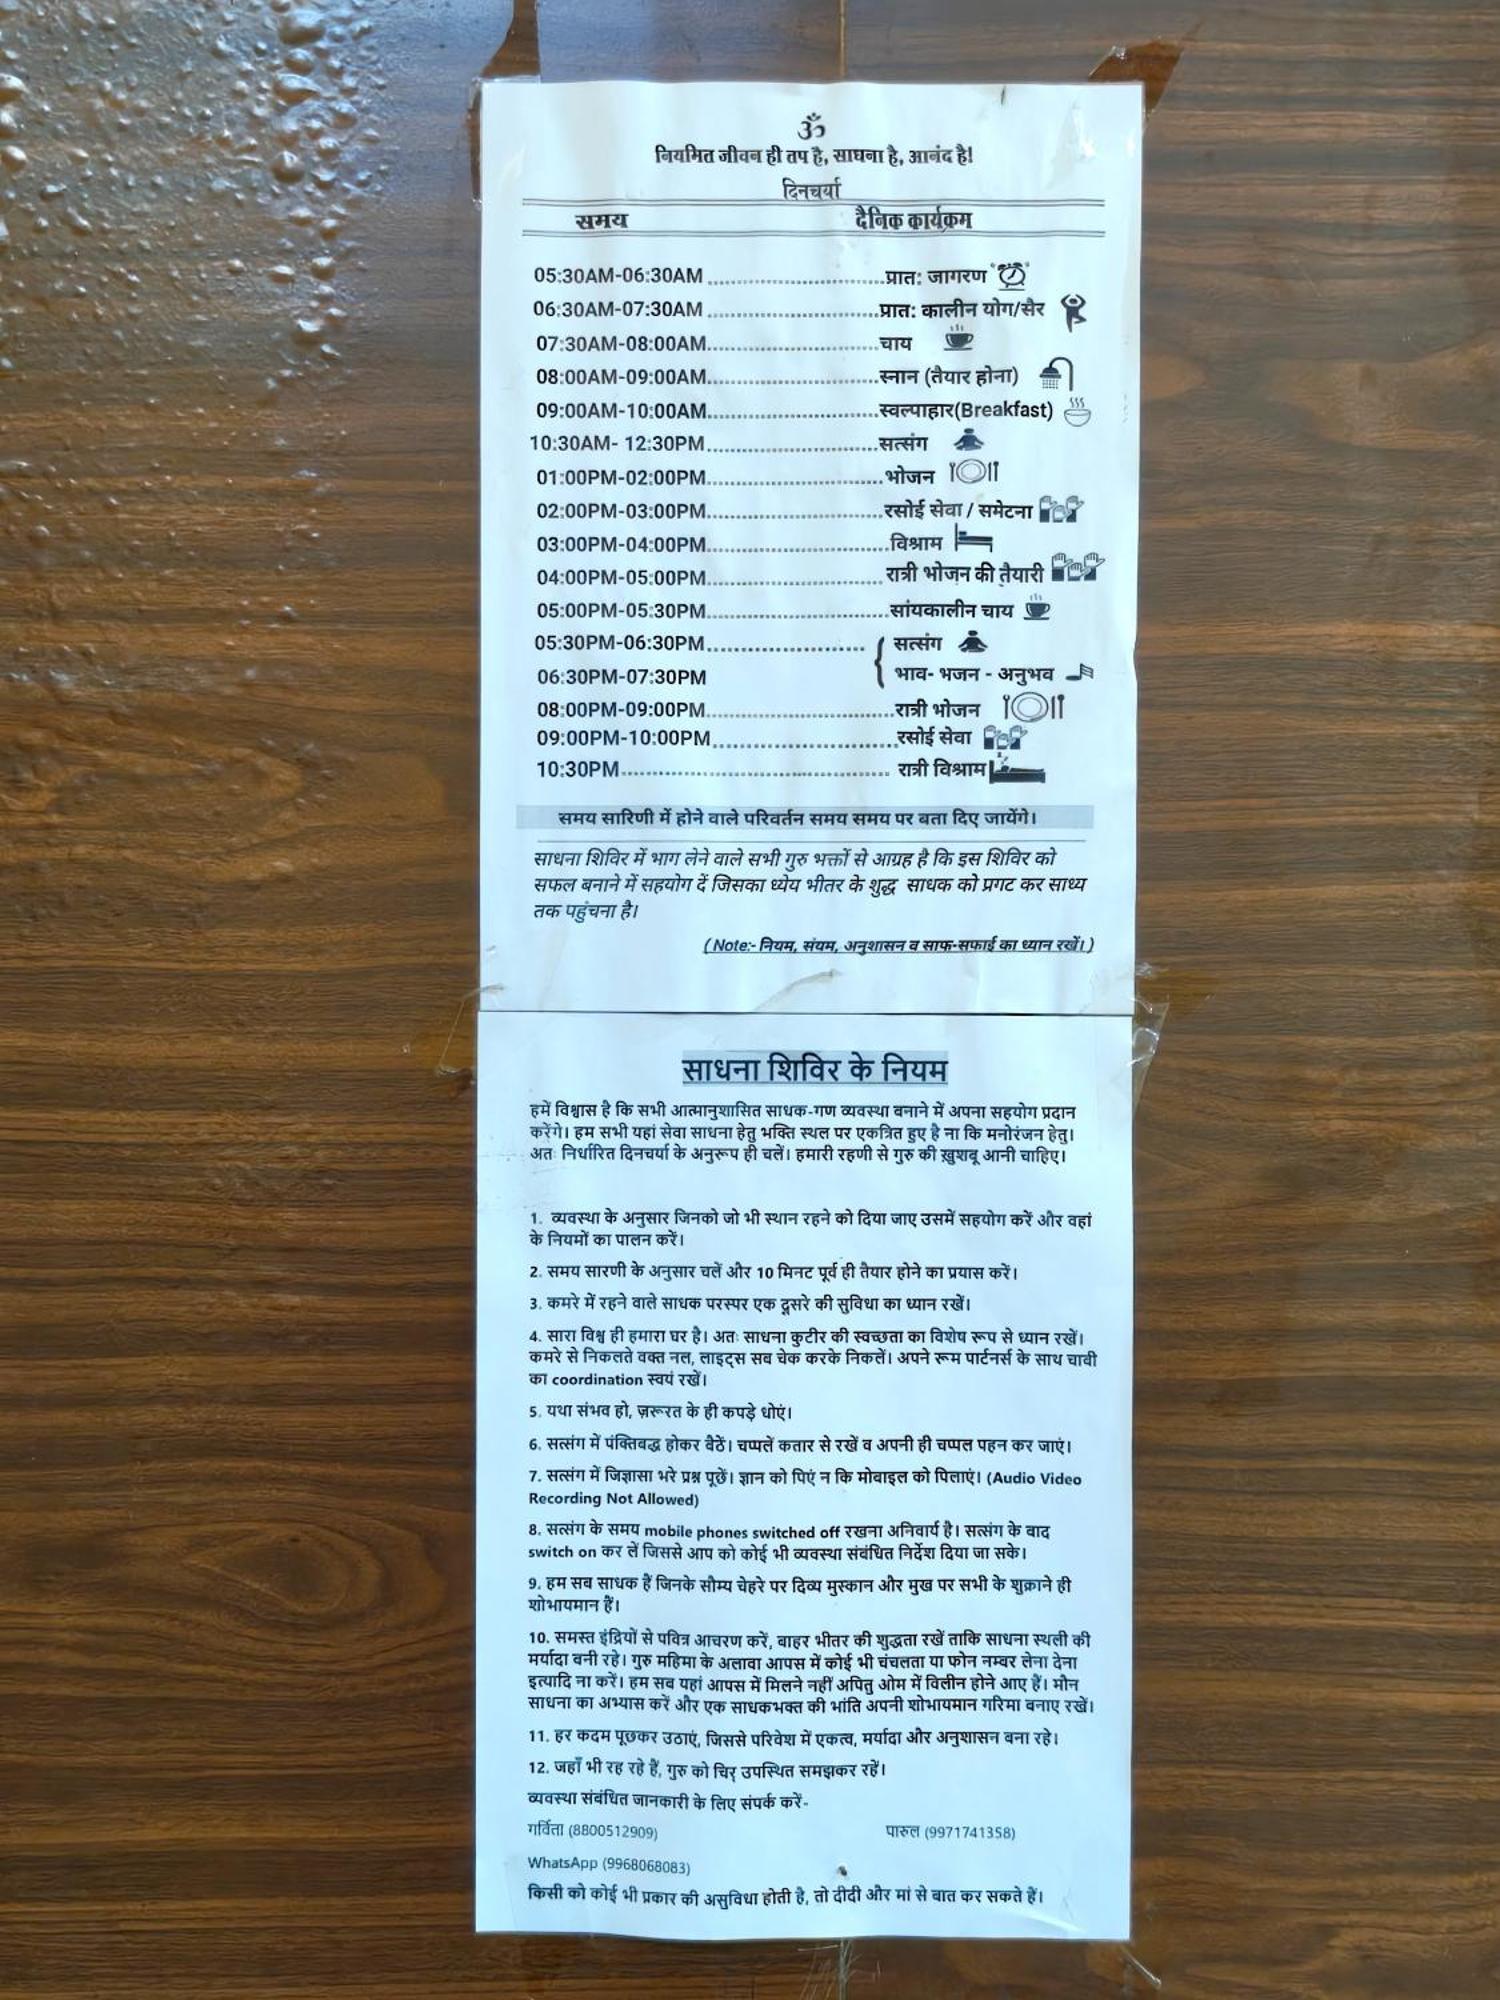 ॐ
नियमित जीवन ही तप है, साधना है, आनंद है!
दिनचर्या
समय दैनिक कार्यक्रम
05:30AM-06:30AM ..............................प्रात: जागरण
06:30AM-07:30AM ..............................प्रात: कालीन योग/सैर
07:30AM-08:00AM..............................चाय
08:00AM-09:00AM..............................स्नान (तैयार होना)
09:00AM-10:00AM..............................स्वल्पाहार(Breakfast)
10:30AM- 12:30PM..............................सत्संग
01:00PM-02:00PM..............................भोजन
02:00PM-03:00PM..............................रसोई सेवा / समेटना
03:00PM-04:00PM..............................विश्राम
04:00PM-05:00PM..............................रात्री भोजन की तैयारी
05:00PM-05:30PM..............................सांयकालीन चाय
05:30PM-06:30PM.......................... { सत्संग
06:30PM-07:30PM भाव- भजन - अनुभव
08:00PM-09:00PM..............................रात्री भोजन
09:00PM-10:00PM..............................रसोई सेवा
10:30PM.......................................... रात्री विश्राम
समय सारिणी में होने वाले परिवर्तन समय समय पर बता दिए जायेंगे।
साधना शिविर में भाग लेने वाले सभी गुरु भक्तों से आग्रह है कि इस शिविर को
सफल बनाने में सहयोग दें जिसका ध्येय भीतर के शुद्ध साधक को प्रगट कर साध्य
तक पहुंचना है।
( Note:- नियम, संयम, अनुशासन व साफ-सफाई का ध्यान रखें। )
साधना शिविर के नियम
हमें विश्वास है कि सभी आत्मानुशासित साधक-गण व्यवस्था बनाने में अपना सहयोग प्रदान
करेंगे। हम सभी यहां सेवा साधना हेतु भक्ति स्थल पर एकत्रित हुए है ना कि मनोरंजन हेतु।
अतः निर्धारित दिनचर्या के अनुरूप ही चलें। हमारी रहणी से गुरु की ख़ुशबू आनी चाहिए।
1. व्यवस्था के अनुसार जिनको जो भी स्थान रहने को दिया जाए उसमें सहयोग करें और वहां
के नियमों का पालन करें।
2. समय सारणी के अनुसार चलें और 10 मिनट पूर्व ही तैयार होने का प्रयास करें।
3. कमरे में रहने वाले साधक परस्पर एक दूसरे की सुविधा का ध्यान रखें।
4. सारा विश्व ही हमारा घर है। अतः साधना कुटीर की स्वच्छता का विशेष रूप से ध्यान रखें।
कमरे से निकलते वक्त नल, लाइट्स सब चेक करके निकलें। अपने रूम पार्टनर्स के साथ चाबी
का coordination स्वयं रखें।
5. यथा संभव हो, ज़रूरत के ही कपड़े धोएं।
6. सत्संग में पंक्तिबद्ध होकर बैठें। चप्पलें कतार से रखें व अपनी ही चप्पल पहन कर जाएं।
7. सत्संग में जिज्ञासा भरे प्रश्न पूछें। ज्ञान को पिएं न कि मोबाइल को पिलाएं। (Audio Video
Recording Not Allowed)
8. सत्संग के समय mobile phones switched off रखना अनिवार्य है। सत्संग के बाद
switch on कर लें जिससे आप को कोई भी व्यवस्था संबंधित निर्देश दिया जा सके।
9. हम सब साधक हैं जिनके सौम्य चेहरे पर दिव्य मुस्कान और मुख पर सभी के शुक्राने ही
शोभायमान हैं।
10. समस्त इंद्रियों से पवित्र आचरण करें, बाहर भीतर की शुद्धता रखें ताकि साधना स्थली की
मर्यादा बनी रहे। गुरु महिमा के अलावा आपस में कोई भी चंचलता या फोन नम्बर लेना देना
इत्यादि ना करें। हम सब यहां आपस में मिलने नहीं अपितु ओम में विलीन होने आए हैं। मौन
साधना का अभ्यास करें और एक साधकभक्त की भांति अपनी शोभायमान गरिमा बनाए रखें।
11. हर कदम पूछकर उठाएं, जिससे परिवेश में एकत्व, मर्यादा और अनुशासन बना रहे।
12. जहाँ भी रह रहे हैं, गुरु को चिर् उपस्थित समझकर रहें।
व्यवस्था संबंधित जानकारी के लिए संपर्क करें-
गर्विता (8800512909) पारुल (9971741358)
WhatsApp (9968068083)
किसी को कोई भी प्रकार की असुविधा होती है, तो दीदी और मां से बात कर सकते हैं।